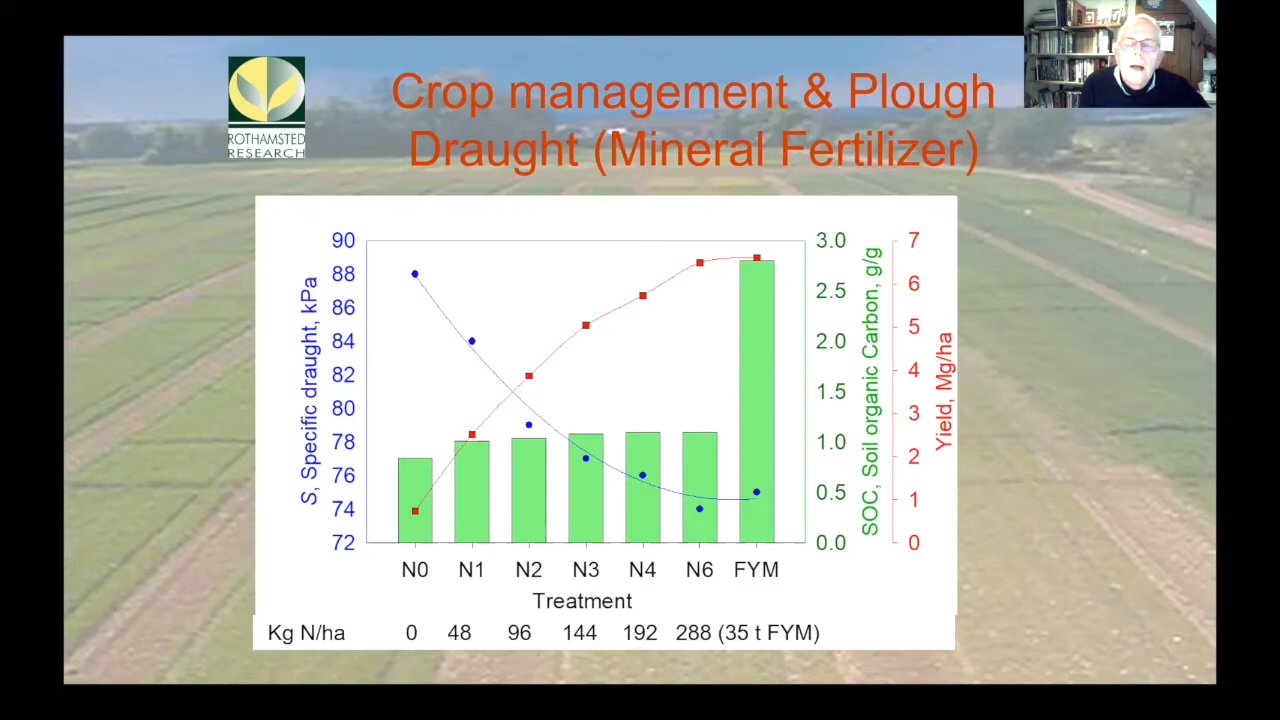 ROTHAMSTED
RESEARCH
Crop management & Plough
Draught (Mineral Fertilizer)
S, Specific draught, kPa
90
88
86
84
82
80
78
76
74
72
3.0
2.5
2.0
1.5
1.0
0.5
0.0
SOC, Soil organic Carbon, g/g
7
6
5
4
3
2
1
0
Yield, Mg/ha
N0 N1 N2 N3 N4 N6 FYM
Treatment
Kg N/ha 0 48 96 144 192 288 (35 t FYM)